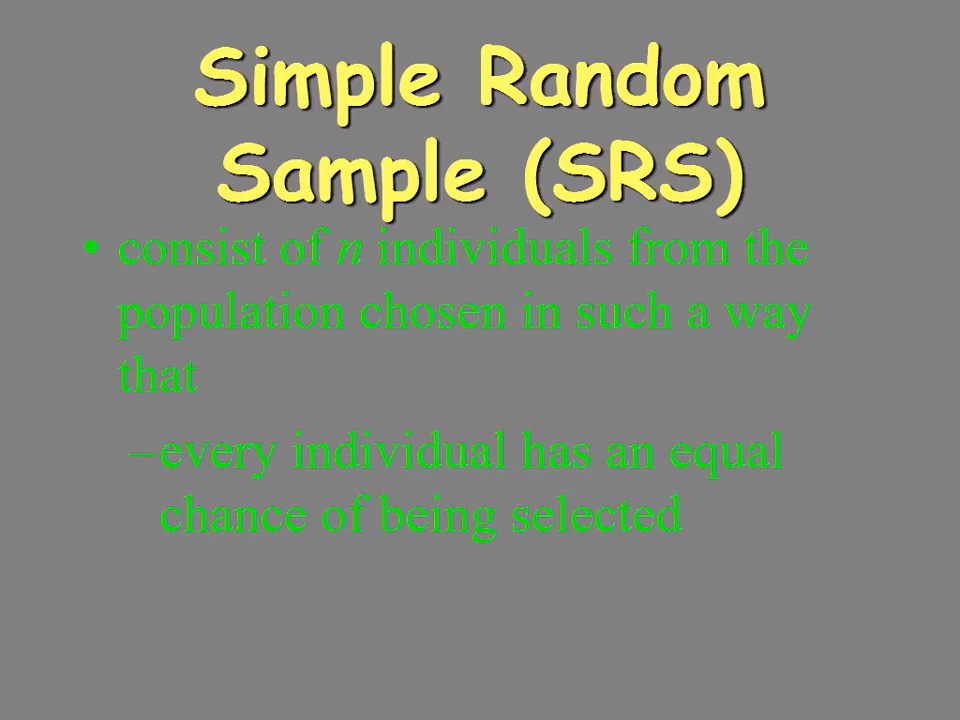 Simple Random
Sample (SRS)
• consist of n individuals from the
population chosen in such a way
that
–every individual has an equal
chance of being selected